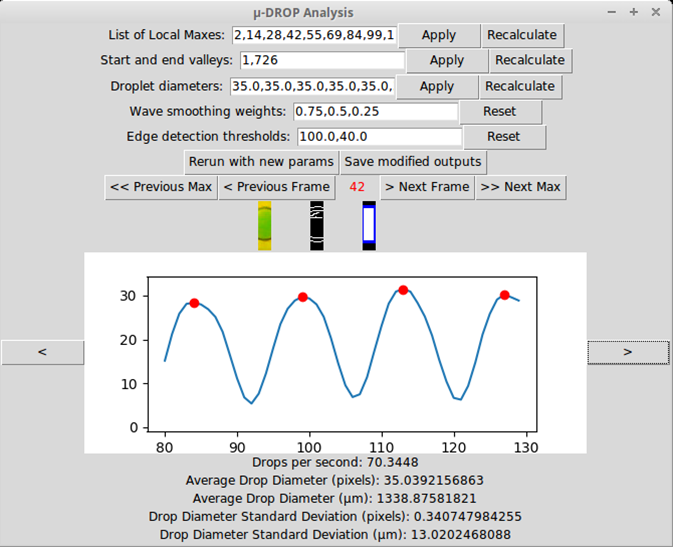 μ-DROP Analysis
List of Local Maxes: 2,14,28,42,55,69,84,99,1 Apply Recalculate
Start and end valleys: 1,726 Apply Recalculate
Droplet diameters: 35.0,35.0,35.0,35.0,35.0, Apply Recalculate
Wave smoothing weights: 0.75,0.5,0.25 Reset
Edge detection thresholds: 100.0,40.0 Reset
Rerun with new params Save modified outputs
<< Previous Max < Previous Frame 42 > Next Frame >> Next Max
30
20
10
0
80 90 100 110 120 130
< >
Drops per second: 70.3448
Average Drop Diameter (pixels): 35.0392156863
Average Drop Diameter (μm): 1338.87581821
Drop Diameter Standard Deviation (pixels): 0.340747984255
Drop Diameter Standard Deviation (μm): 13.0202468088